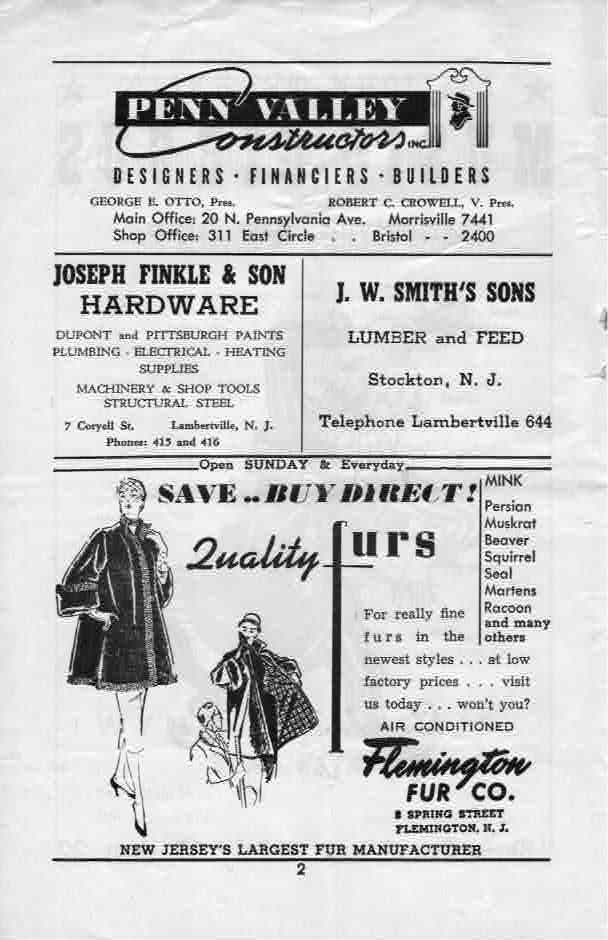 PENN VALLEY
Constructors INC.
DESIGNERS · FINANCIERS · BUILDERS
GEORGE E. OTTO, Pres. ROBERT C. CROWELL, V. Pres.
Main Office: 20 N. Pennsylvania Ave. Morrisville 7441
Shop Office: 311 East Circle . . Bristol - - 2400
JOSEPH FINKLE & SON
HARDWARE
DUPONT and PITTSBURGH PAINTS
PLUMBING - ELECTRICAL - HEATING
SUPPLIES
MACHINERY & SHOP TOOLS
STRUCTURAL STEEL
7 Coryell St. Lambertville, N. J.
Phones: 415 and 416
J. W. SMITH'S SONS
LUMBER and FEED
Stockton, N. J.
Telephone Lambertville 644
Open SUNDAY & Everyday
SAVE .. BUY DIRECT!
Quality furs
MINK
Persian
Muskrat
Beaver
Squirrel
Seal
Martens
Racoon
and many
others
For really fine
furs in the
newest styles . . . at low
factory prices . . . visit
us today . . . won't you?
AIR CONDITIONED
Flemington
FUR CO.
8 SPRING STREET
FLEMINGTON, N. J.
NEW JERSEY'S LARGEST FUR MANUFACTURER
2